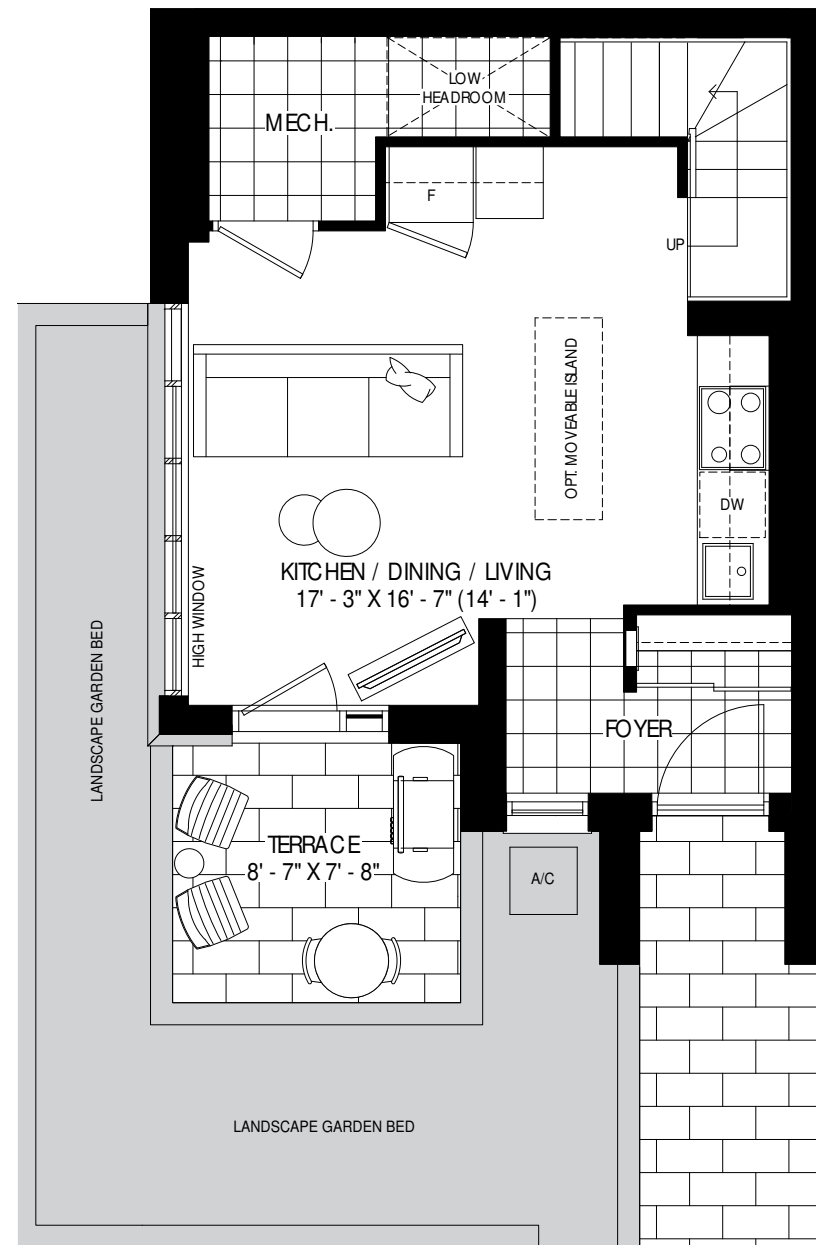 LOW
HEADROOM
MECH.
F
UP
OPT. MOVEABLE ISLAND
DW
KITCHEN / DINING / LIVING
17' - 3" X 16' - 7" (14' - 1")
HIGH WINDOW
LANDSCAPE GARDEN BED
FOYER
TERRACE
8' - 7" X 7' - 8"
A/C
LANDSCAPE GARDEN BED